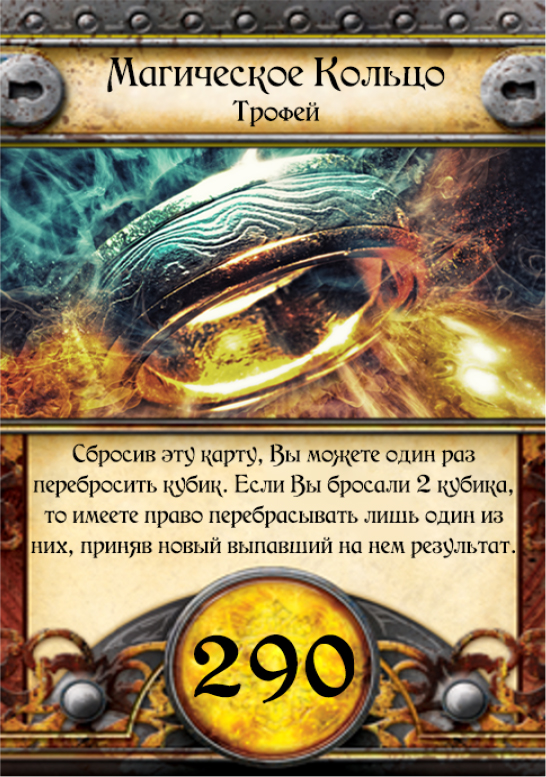 Магическое Кольцо
Трофей
Сбросив эту карту, Вы можете один раз
перебросить кубик. Если Вы бросали 2 кубика,
то имеете право перебрасывать лишь один из
них, приняв новый выпавший на нем результат.
290